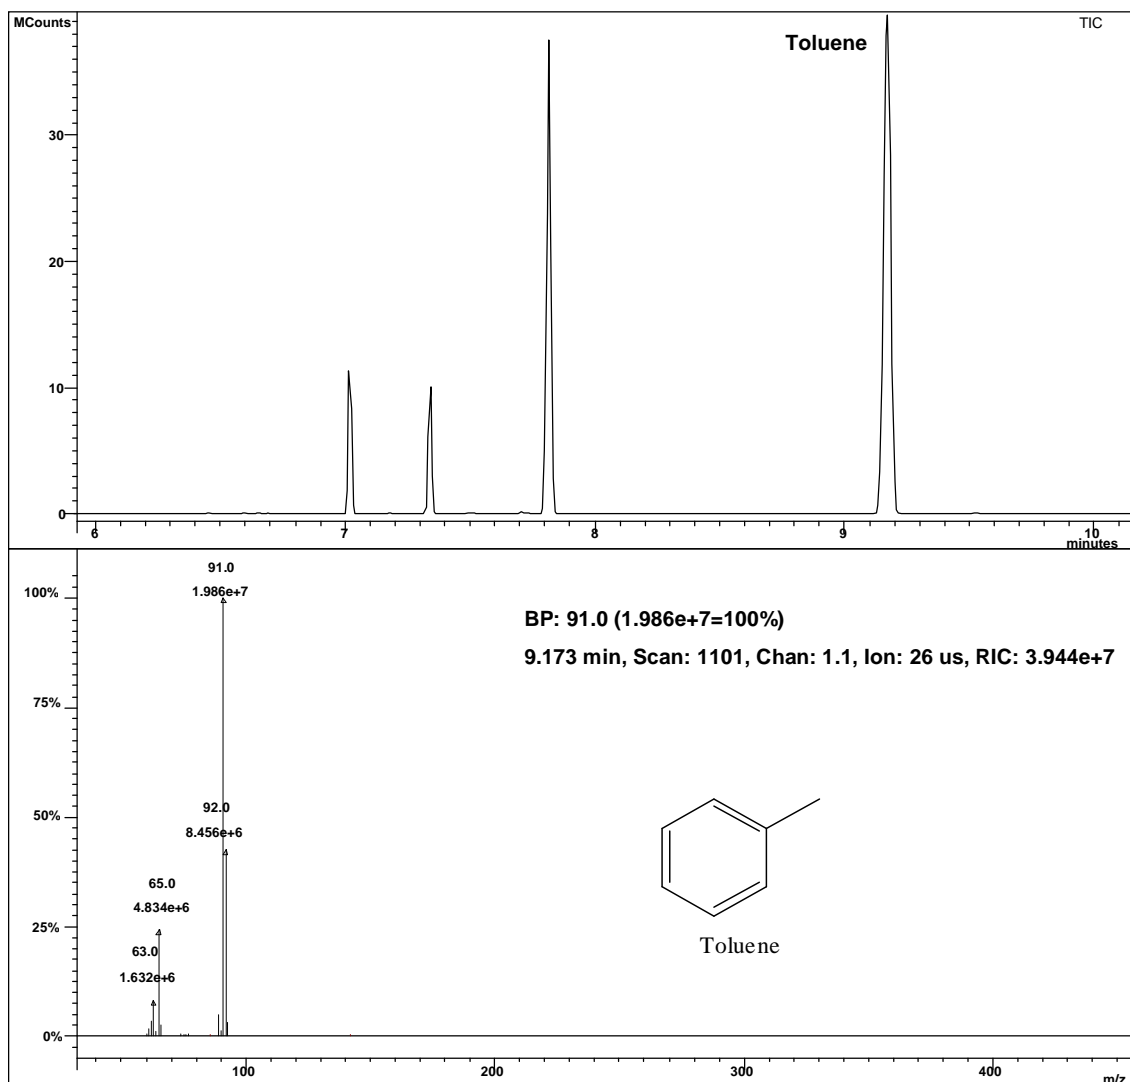 MCounts
TIC
Toluene
30
20
10
0
6 7 8 9 10
minutes
91.0
1.986e+7
100%
BP: 91.0 (1.986e+7=100%)
9.173 min, Scan: 1101, Chan: 1.1, Ion: 26 us, RIC: 3.944e+7
75%
92.0
50%
8.456e+6
65.0
4.834e+6
25%
63.0
1.632e+6
Toluene
0%
100 200 300 400
m/z